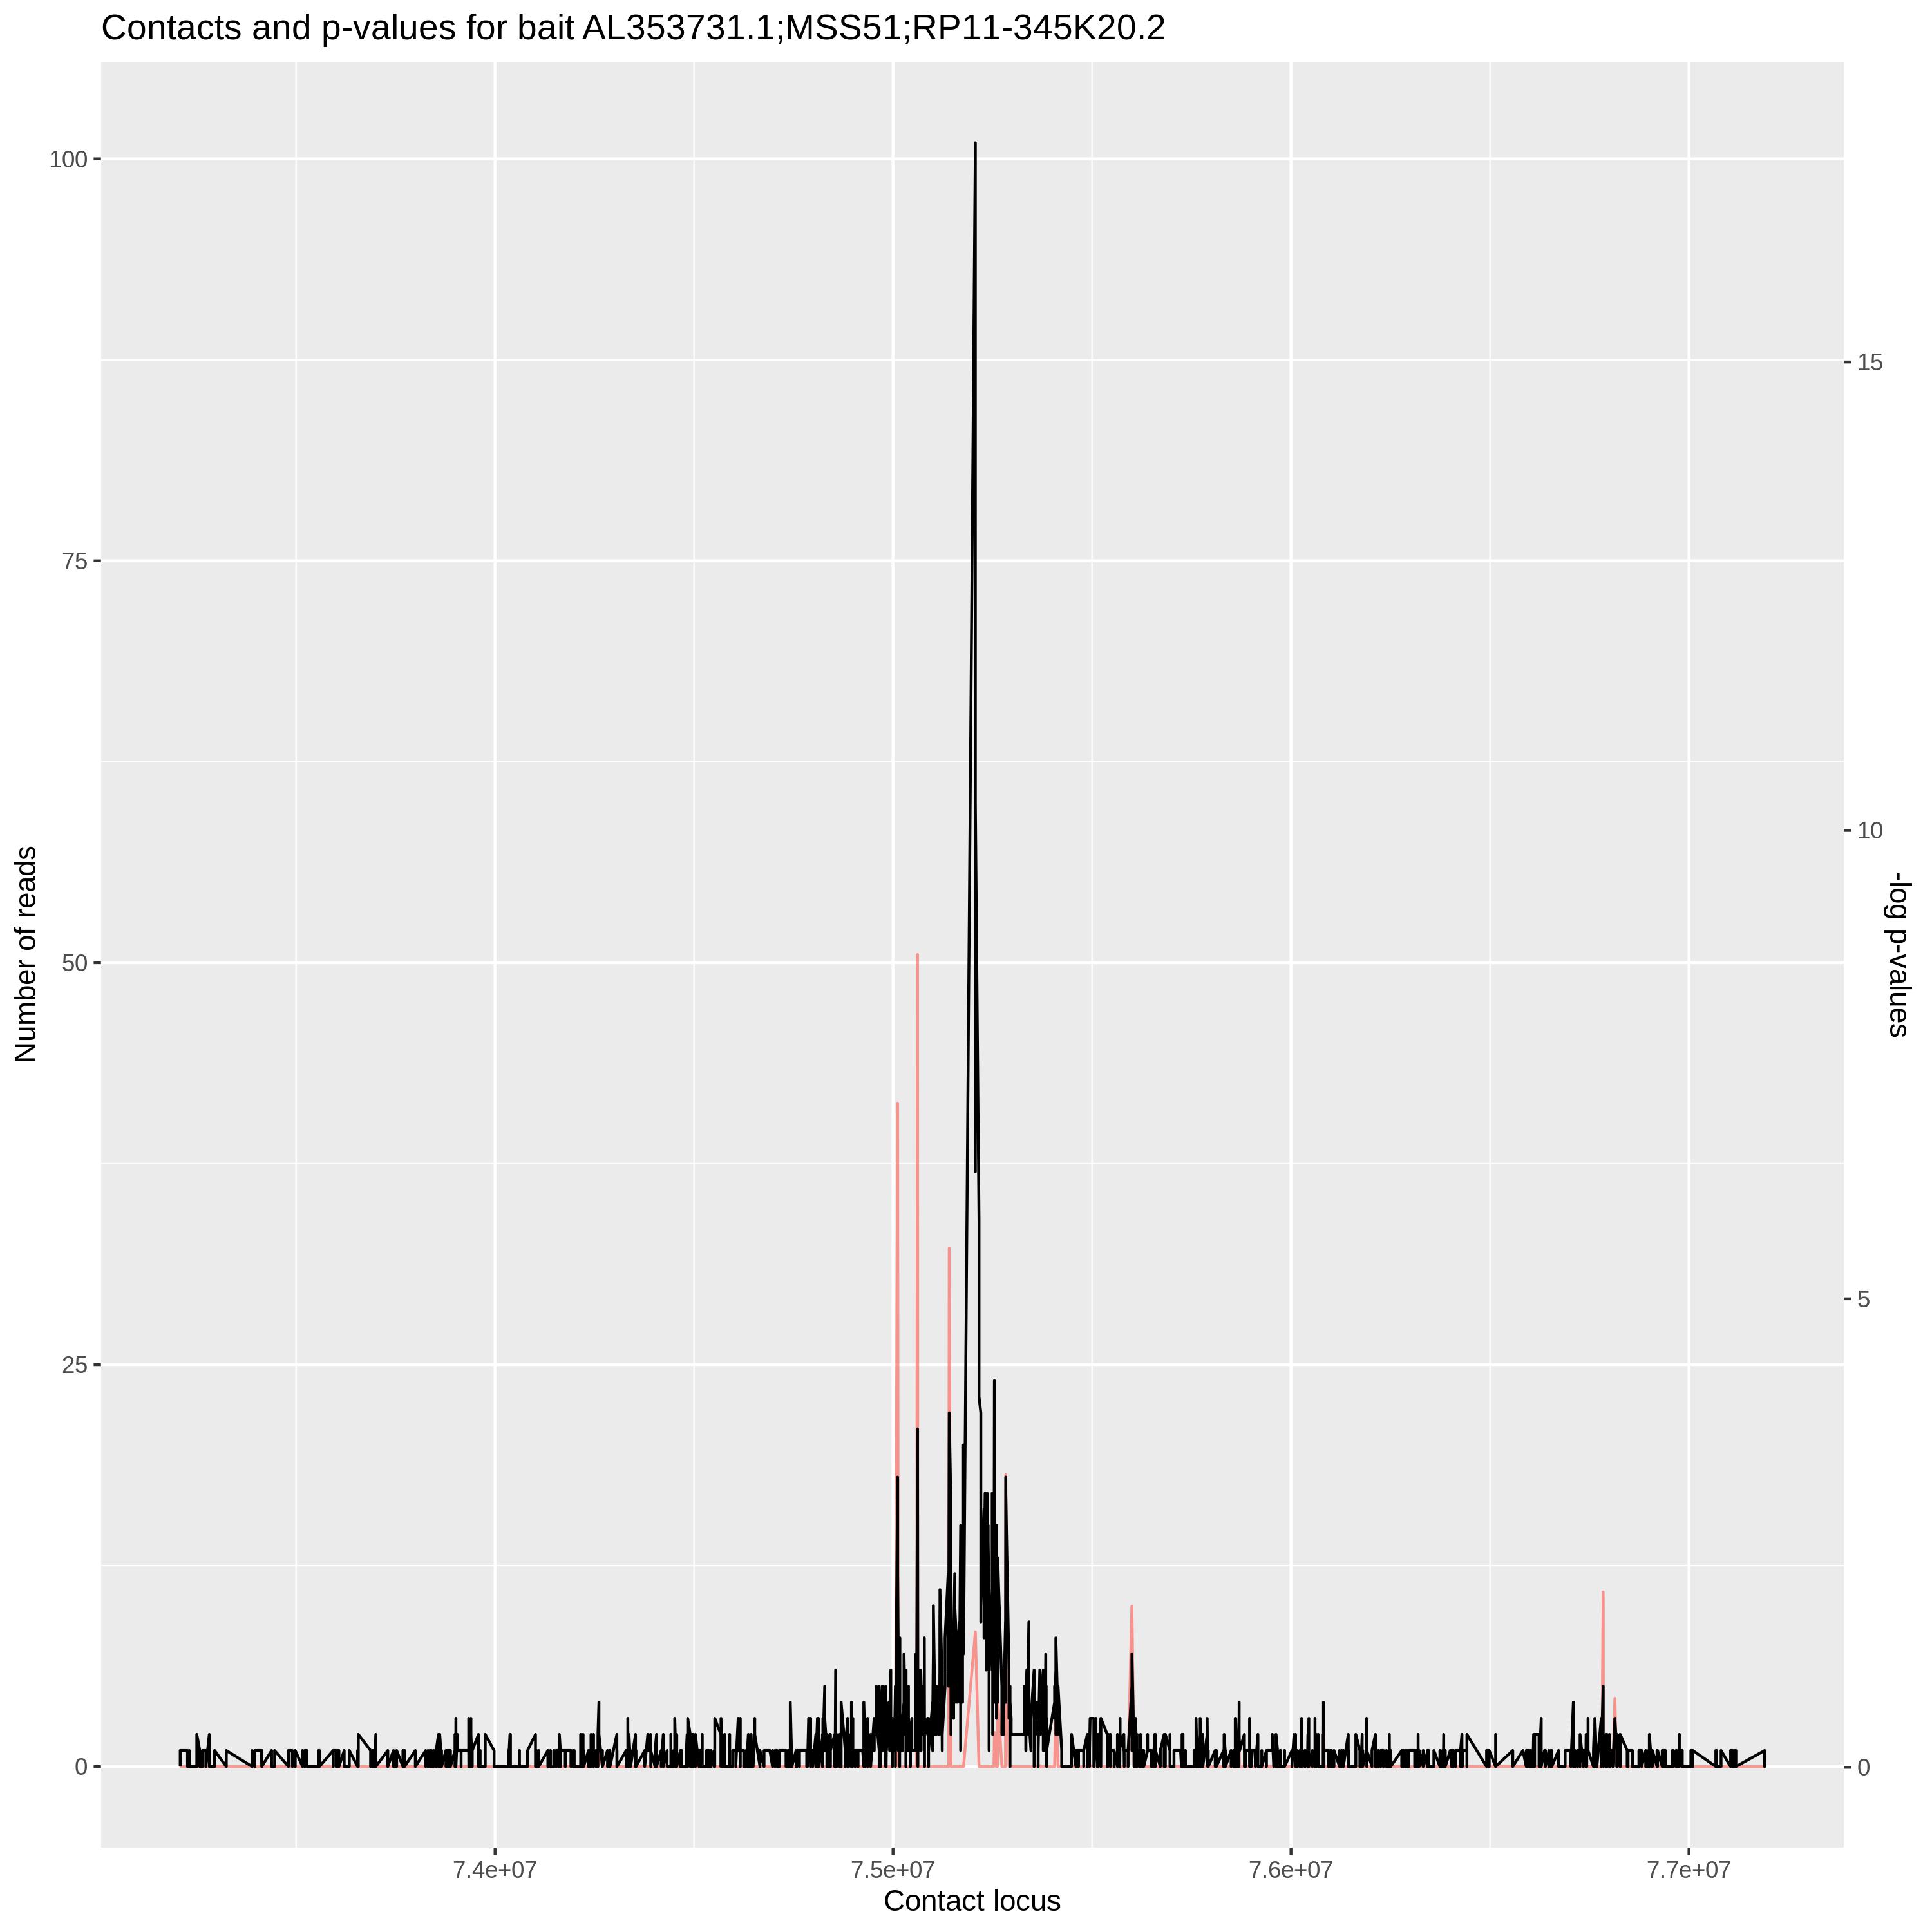 Contacts and p-values for bait AL353731.1;MSS51;RP11-345K20.2
100
75
50
25
0
Number of reads
15
10
5
0
-log p-values
7.4e+07
7.5e+07
7.6e+07
7.7e+07
Contact locus